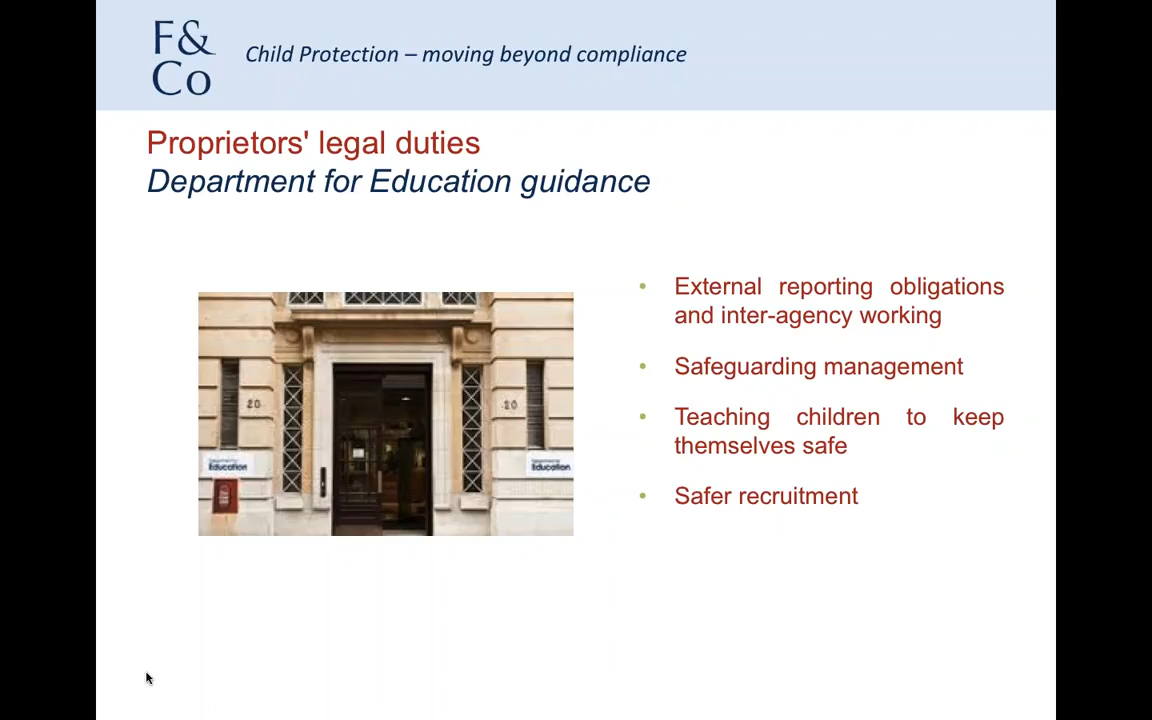 F&
Co
Child Protection – moving beyond compliance
Proprietors' legal duties
Department for Education guidance
• External reporting obligations
and inter-agency working
• Safeguarding management
• Teaching children to keep
themselves safe
• Safer recruitment
20
20
Education
Education